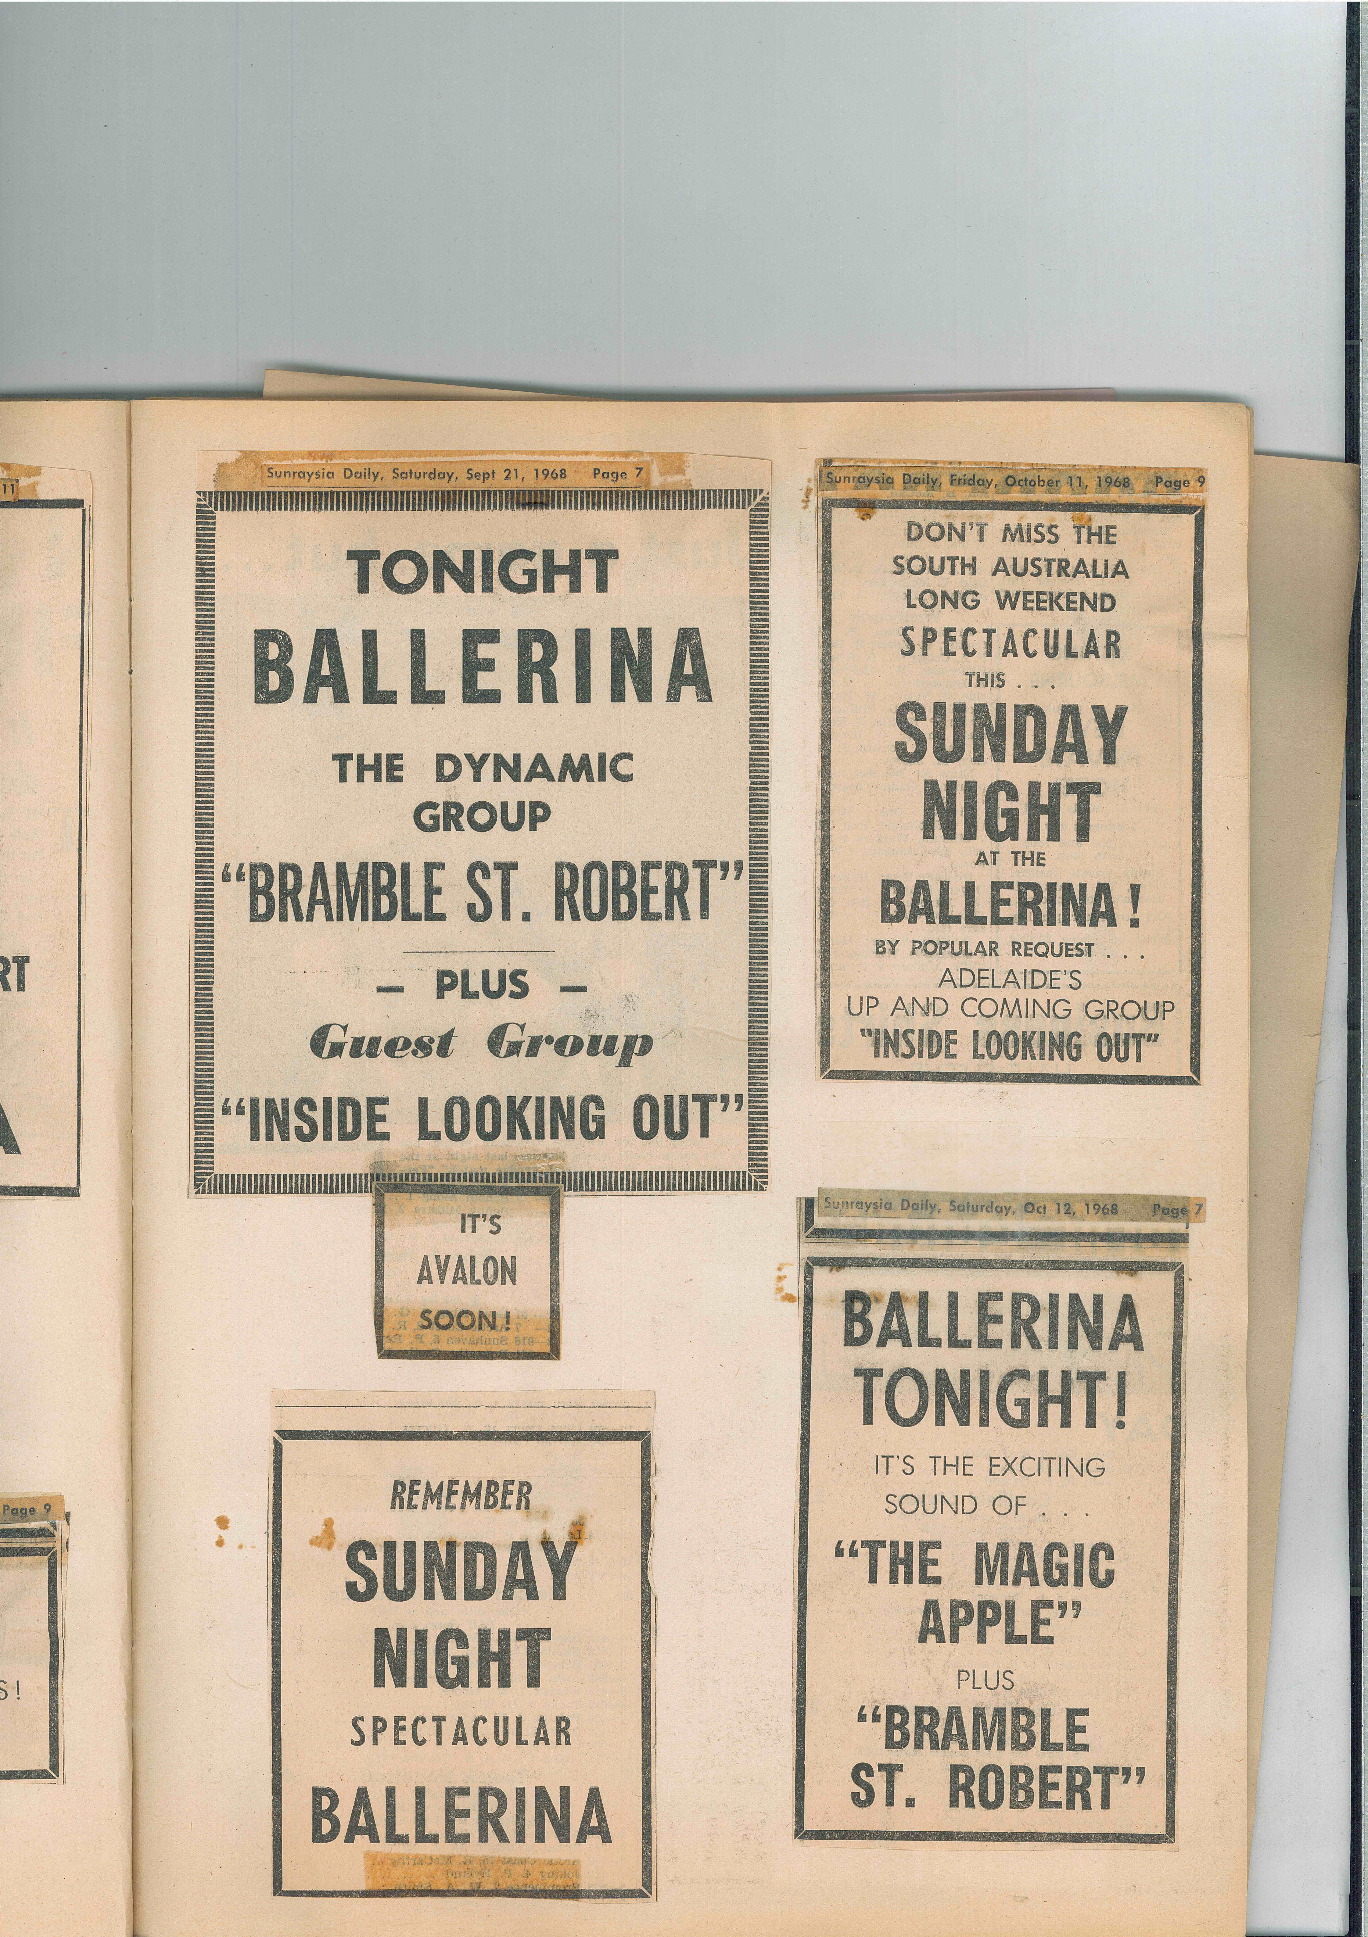 11
RT
A
Page 9
S!
Sunraysia Daily, Saturday, Sept 21, 1968 Page 7
TONIGHT
BALLERINA
THE DYNAMIC
GROUP
"BRAMBLE ST. ROBERT"
— PLUS —
Guest Group
"INSIDE LOOKING OUT"
IT'S
AVALON
SOON!
REMEMBER
SUNDAY
NIGHT
SPECTACULAR
BALLERINA
Sunraysia Daily, Friday, October 11, 1968 Page 9
DON'T MISS THE
SOUTH AUSTRALIA
LONG WEEKEND
SPECTACULAR
THIS . . .
SUNDAY
NIGHT
AT THE
BALLERINA!
BY POPULAR REQUEST . . .
ADELAIDE'S
UP AND COMING GROUP
"INSIDE LOOKING OUT"
Sunraysia Daily, Saturday, Oct 12, 1968 Page 7
BALLERINA
TONIGHT!
IT'S THE EXCITING
SOUND OF . . .
"THE MAGIC
APPLE"
PLUS
"BRAMBLE
ST. ROBERT"